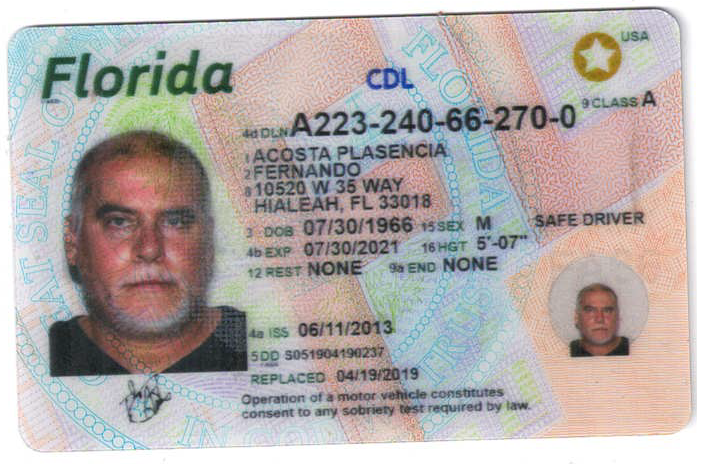 Florida
CDL
USA
4d DLN A223-240-66-270-0 9 CLASS A
1 ACOSTA PLASENCIA
2 FERNANDO
8 10520 W 35 WAY
HIALEAH, FL 33018
3 DOB 07/30/1966 15 SEX M SAFE DRIVER
4b EXP 07/30/2021 16 HGT 5'-07"
12 REST NONE 9a END NONE
4a ISS 06/11/2013
5 DD S051904190237
REPLACED 04/19/2019
Operation of a motor vehicle constitutes
consent to any sobriety test required by law.